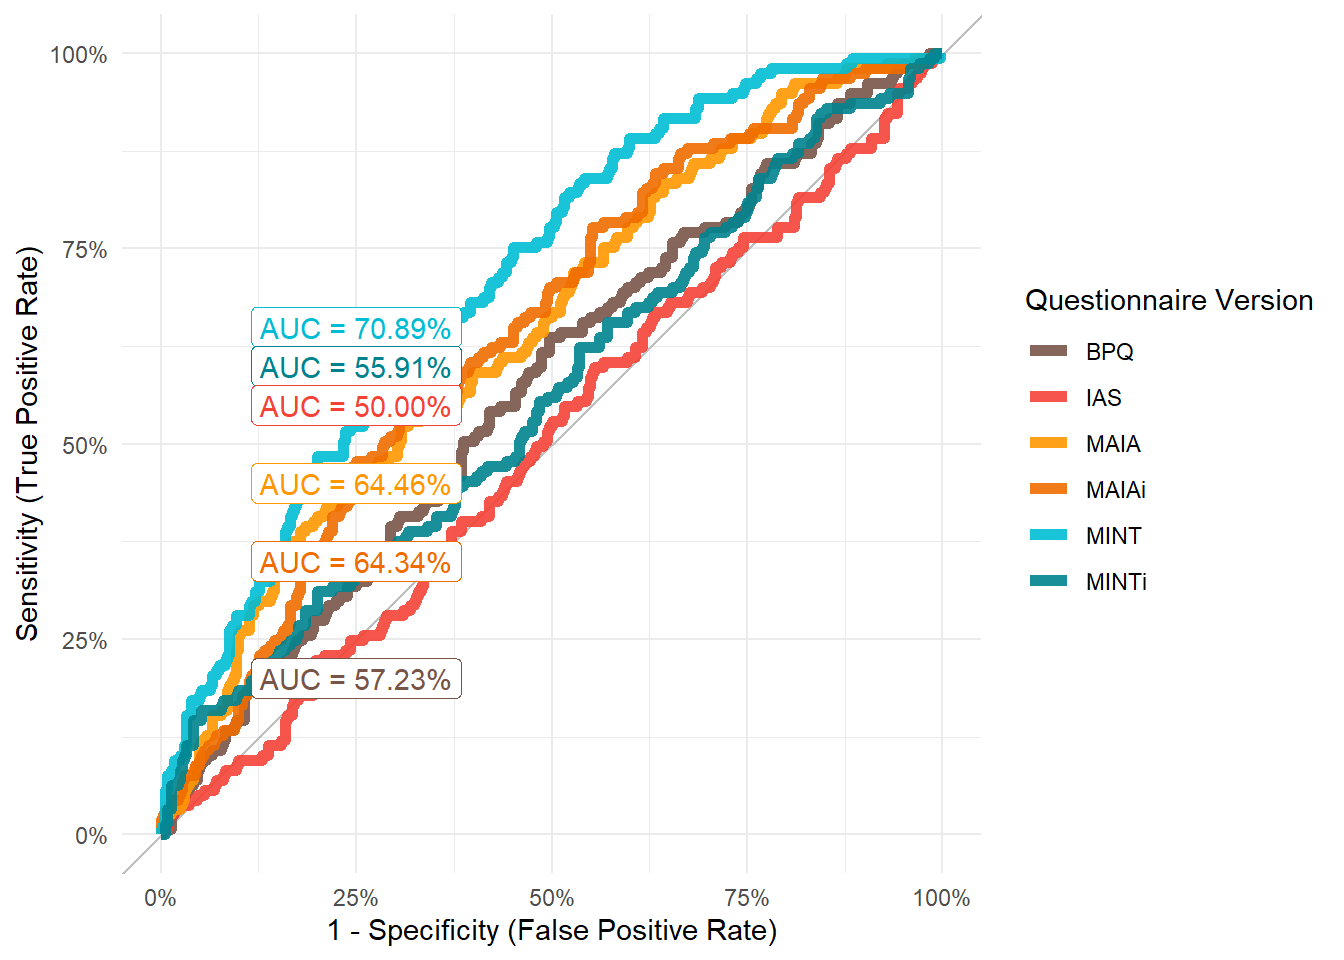 Sensitivity (True Positive Rate)
100%
75%
50%
25%
0%
AUC = 70.89%
AUC = 55.91%
AUC = 50.00%
AUC = 64.46%
AUC = 64.34%
AUC = 57.23%
0%
25%
50%
75%
100%
1 - Specificity (False Positive Rate)
Questionnaire Version
BPQ
IAS
MAIA
MAIAi
MINT
MINTi